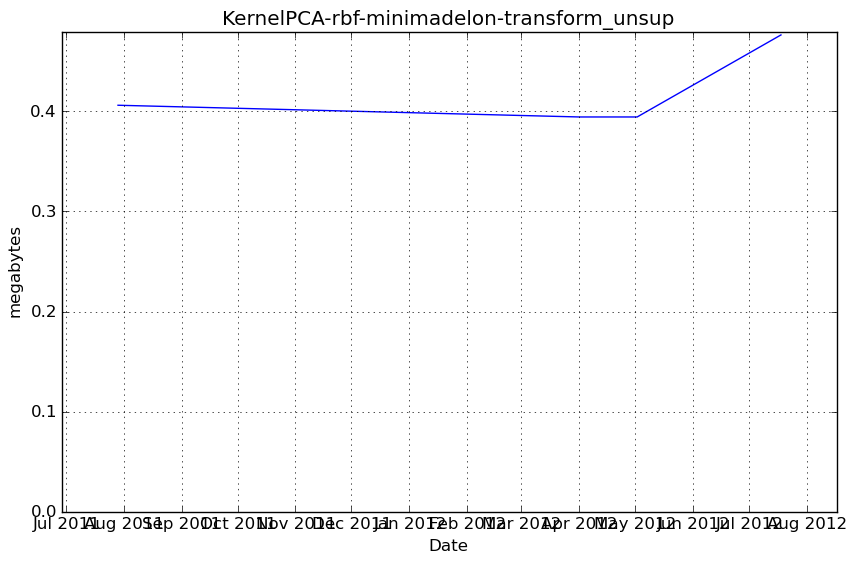 KernelPCA-rbf-minimadelon-transform_unsup
megabytes
0.4
0.3
0.2
0.1
0.0
Jul 2011 Aug 2011 Sep 2011 Oct 2011 Nov 2011 Dec 2011 Jan 2012 Feb 2012 Mar 2012 Apr 2012 May 2012 Jun 2012 Jul 2012 Aug 2012
Date